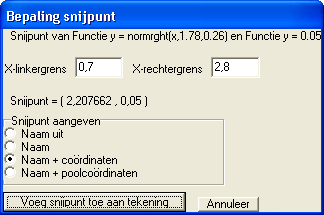 Bepaling snijpunt
Snijpunt van Functie y = normrght(x,1.78,0.26) en Functie y = 0.05
X-linkergrens 0,7 X-rechtergrens 2,8
Snijpunt = ( 2,207662 , 0,05 )
Snijpunt aangeven
Naam uit
Naam
Naam + coördinaten
Naam + poolcoördinaten
Voeg snijpunt toe aan tekening Annuleer